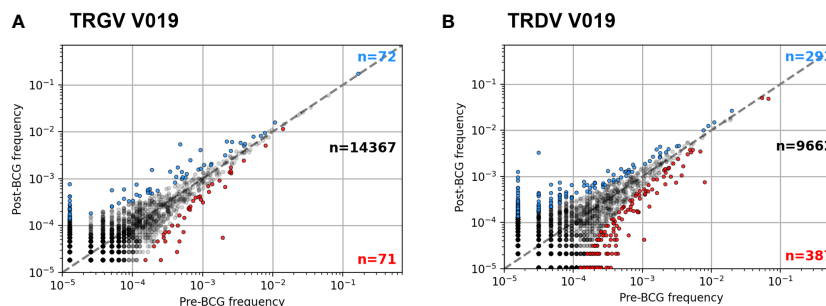 A TRGV V019
n=72
n=14367
n=71
Post-BCG frequency
10⁻¹
10⁻²
10⁻³
10⁻⁴
10⁻⁵
10⁻⁵ 10⁻⁴ 10⁻³ 10⁻² 10⁻¹
Pre-BCG frequency
B TRDV V019
n=29
n=966
n=38
Post-BCG frequency
10⁻¹
10⁻²
10⁻³
10⁻⁴
10⁻⁵
10⁻⁵ 10⁻⁴ 10⁻³ 10⁻² 10⁻¹
Pre-BCG frequency